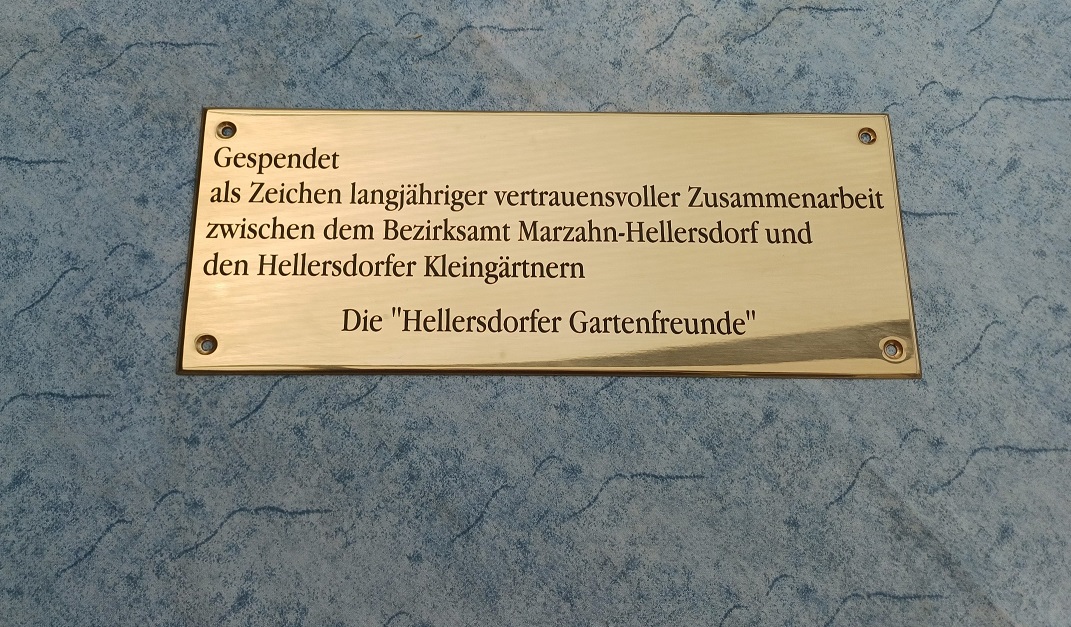 Gespendet
als Zeichen langjähriger vertrauensvoller Zusammenarbeit
zwischen dem Bezirksamt Marzahn-Hellersdorf und
den Hellersdorfer Kleingärtnern
Die "Hellersdorfer Gartenfreunde"